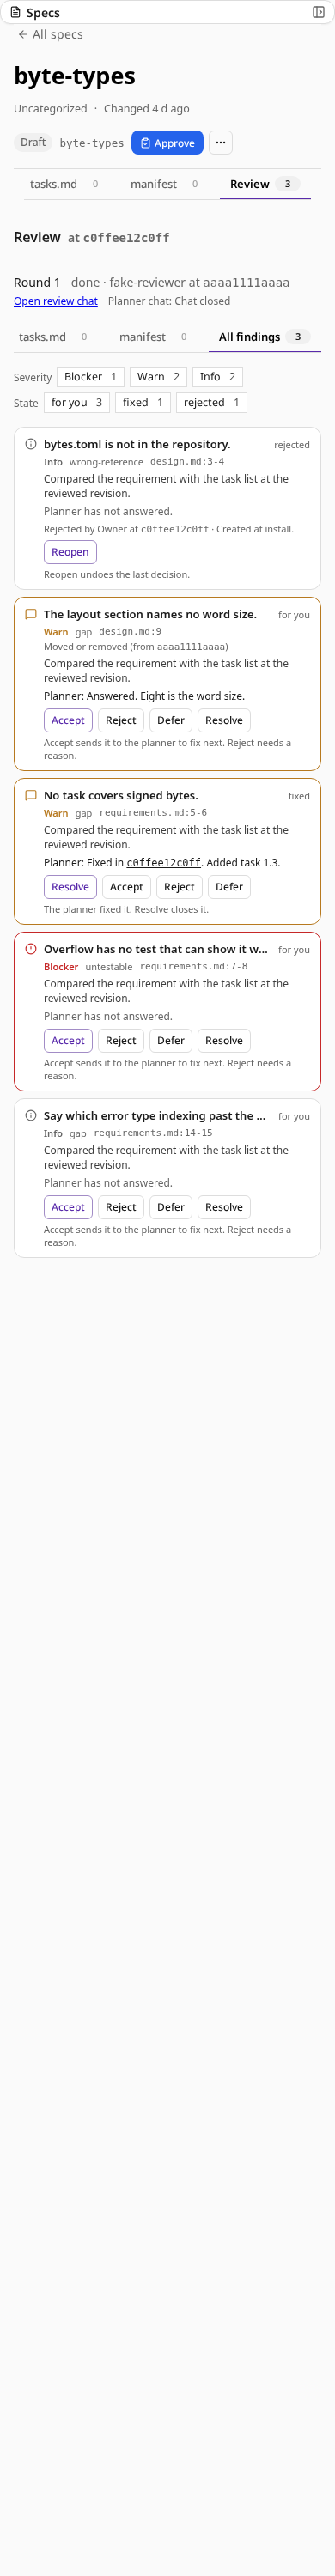 Specs
All specs
byte-types
Uncategorized · Changed 4 d ago
Draft byte-types Approve
tasks.md 0 manifest 0 Review 3
Review at c0ffee12c0ff
Round 1 done · fake-reviewer at aaaa1111aaaa
Open review chat Planner chat: Chat closed
tasks.md 0 manifest 0 All findings 3
Severity Blocker 1 Warn 2 Info 2
State for you 3 fixed 1 rejected 1
bytes.toml is not in the repository. rejected
Info wrong-reference design.md:3-4
Compared the requirement with the task list at the
reviewed revision.
Planner has not answered.
Rejected by Owner at c0ffee12c0ff · Created at install.
Reopen
Reopen undoes the last decision.
The layout section names no word size. for you
Warn gap design.md:9
Moved or removed (from aaaa1111aaaa)
Compared the requirement with the task list at the
reviewed revision.
Planner: Answered. Eight is the word size.
Accept Reject Defer Resolve
Accept sends it to the planner to fix next. Reject needs a
reason.
No task covers signed bytes. fixed
Warn gap requirements.md:5-6
Compared the requirement with the task list at the
reviewed revision.
Planner: Fixed in c0ffee12c0ff. Added task 1.3.
Resolve Accept Reject Defer
The planner fixed it. Resolve closes it.
Overflow has no test that can show it w... for you
Blocker untestable requirements.md:7-8
Compared the requirement with the task list at the
reviewed revision.
Planner has not answered.
Accept Reject Defer Resolve
Accept sends it to the planner to fix next. Reject needs a
reason.
Say which error type indexing past the ... for you
Info gap requirements.md:14-15
Compared the requirement with the task list at the
reviewed revision.
Planner has not answered.
Accept Reject Defer Resolve
Accept sends it to the planner to fix next. Reject needs a
reason.